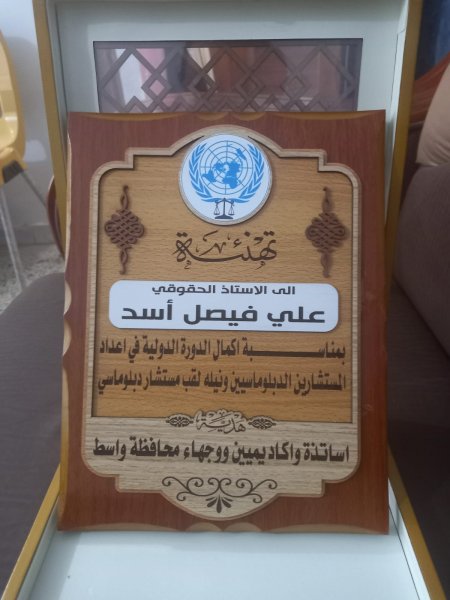 تهنئة
الى الاستاذ الحقوقي
علي فيصل أسد
بمناسبة اكمال الدورة الدولية في اعداد
المستشارين الدبلوماسيين ونيله لقب مستشار دبلوماسي
هدية
اساتذة واكاديميين ووجهاء محافظة واسط